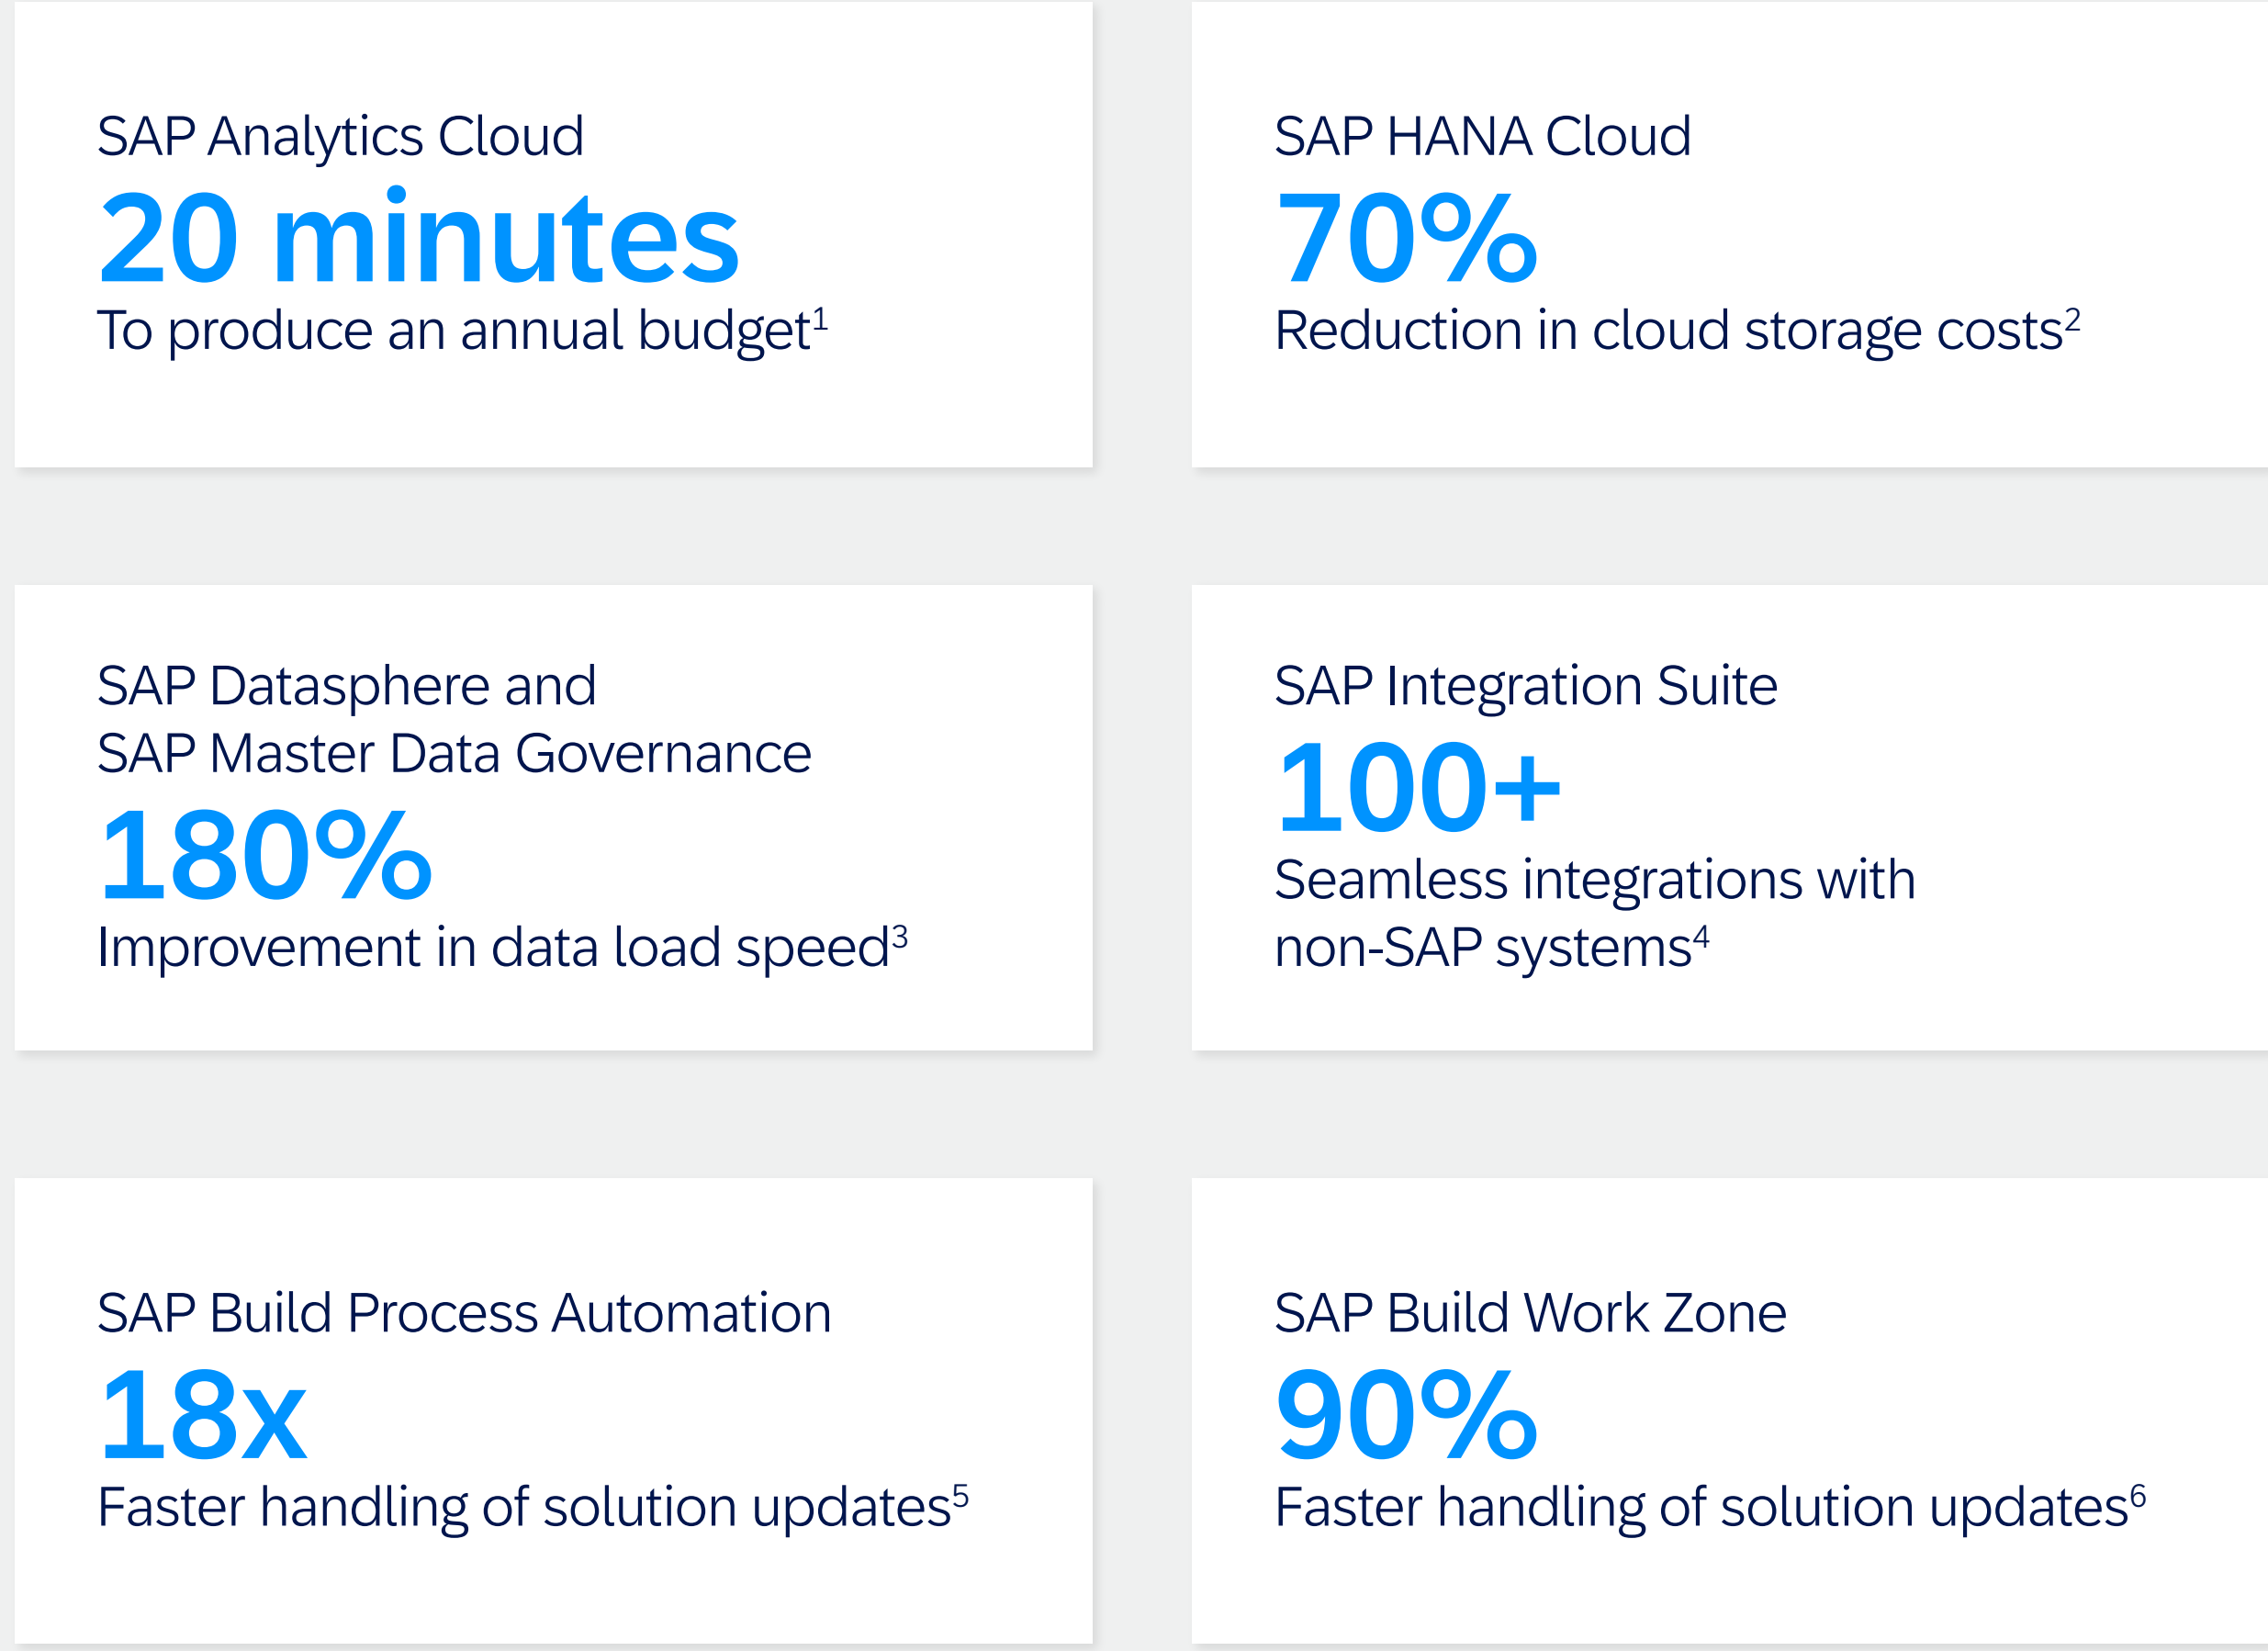 SAP Analytics Cloud
20 minutes
To produce an annual budget¹
SAP HANA Cloud
70%
Reduction in cloud storage costs²
SAP Datasphere and
SAP Master Data Governance
180%
Improvement in data load speed³
SAP Integration Suite
100+
Seamless integrations with
non-SAP systems⁴
SAP Build Process Automation
18x
Faster handling of solution updates⁵
SAP Build Work Zone
90%
Faster handling of solution updates⁶